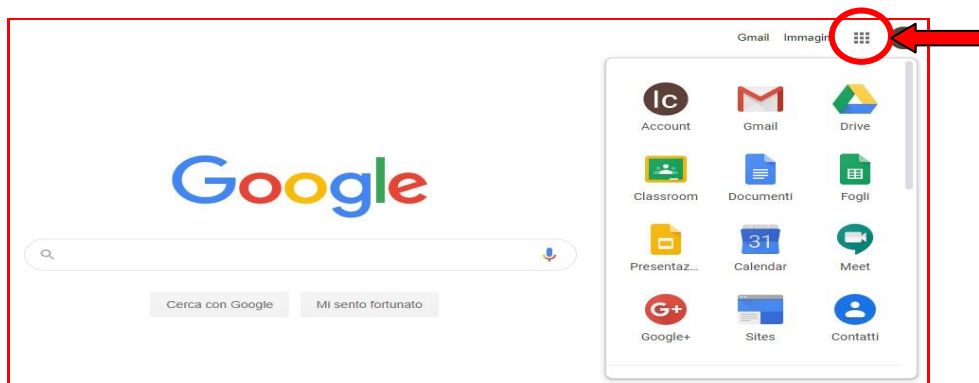 Gmail Immagin
lc
Account Gmail Drive
Google
Classroom Documenti Fogli
31
Presentaz... Calendar Meet
Cerca con Google Mi sento fortunato
G+
Google+ Sites Contatti